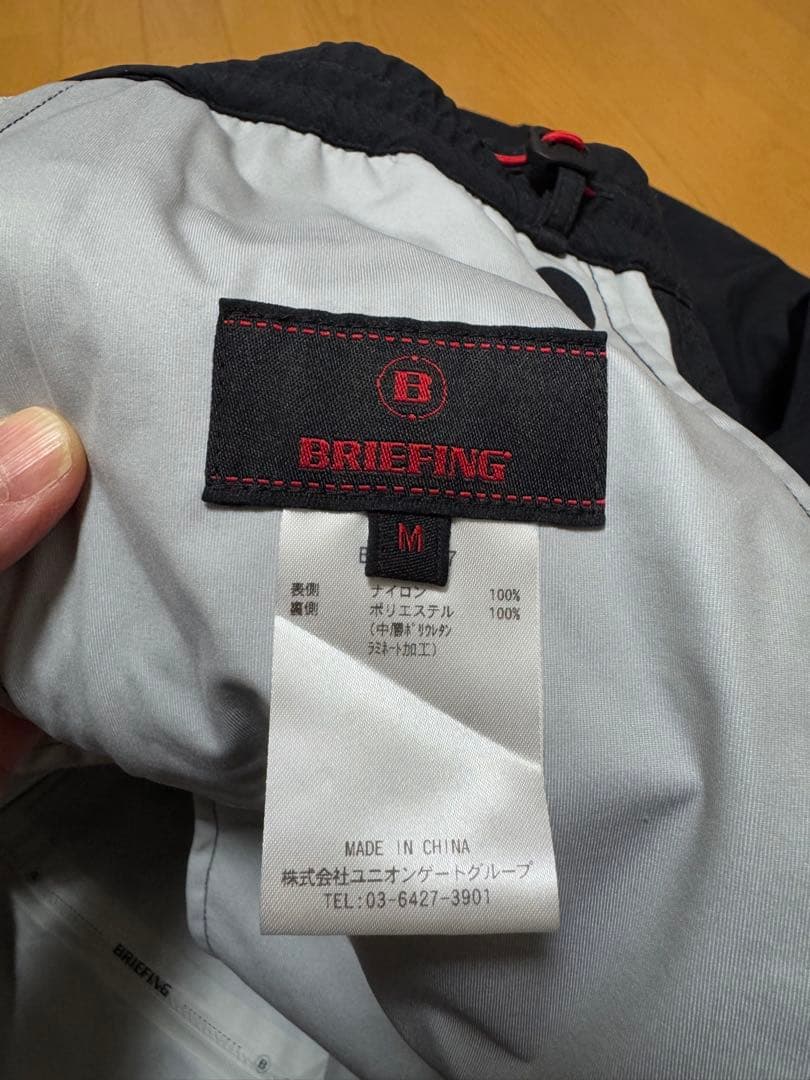 B
BRIEFING
M
表側 ナイロン 100%
裏側 ポリエステル 100%
(中層ポリウレタン
ラミネート加工)
MADE IN CHINA
株式会社ユニオンゲートグループ
TEL:03-6427-3901
BRIEFING
B